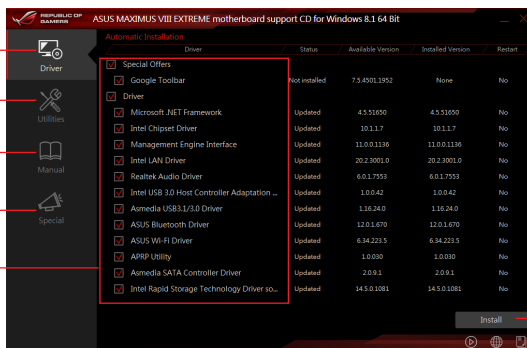 REPUBLIC OF GAMERS
ASUS MAXIMUS VIII EXTREME motherboard support CD for Windows 8.1 64 Bit
Automatic Installation
Driver Status Available Version Installed Version Restart
Special Offers
Google Toolbar Not installed 7.5.4501.1952 None No
Driver
Microsoft .NET Framework Updated 4.5.51650 4.5.51650 No
Intel Chipset Driver Updated 10.1.1.7 10.1.1.7 No
Management Engine Interface Updated 11.0.0.1136 11.0.0.1136 No
Intel LAN Driver Updated 20.2.3001.0 20.2.3001.0 No
Realtek Audio Driver Updated 6.0.1.7553 6.0.1.7553 No
Intel USB 3.0 Host Controller Adaptation ... Updated 1.0.0.42 1.0.0.42 No
Asmedia USB3.1/3.0 Driver Updated 1.16.24.0 1.16.24.0 No
ASUS Bluetooth Driver Updated 12.0.1.670 12.0.1.670 No
ASUS Wi-Fi Driver Updated 6.34.223.5 6.34.223.5 No
APRP Utility Updated 1.0.030 1.0.030 No
Asmedia SATA Controller Driver Updated 2.0.9.1 2.0.9.1 No
Intel Rapid Storage Technology Driver so... Updated 14.5.0.1081 14.5.0.1081 No
Driver
Utilities
Manual
Special
Install